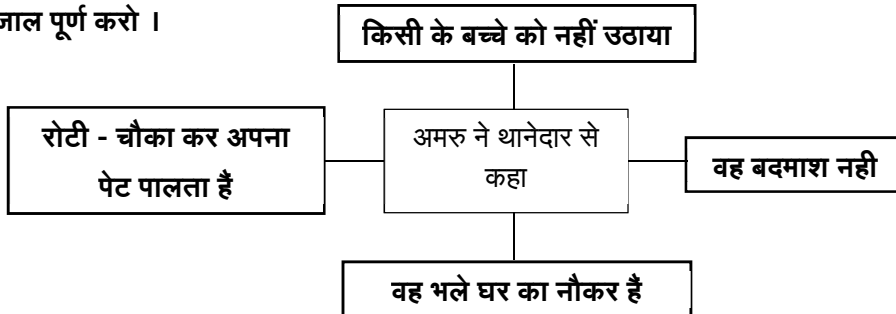 जाल पूर्ण करो ।
किसी के बच्चे को नहीं उठाया
रोटी - चौका कर अपना
पेट पालता हैं
अमरु ने थानेदार से
कहा
वह बदमाश नही
वह भले घर का नौकर हैं